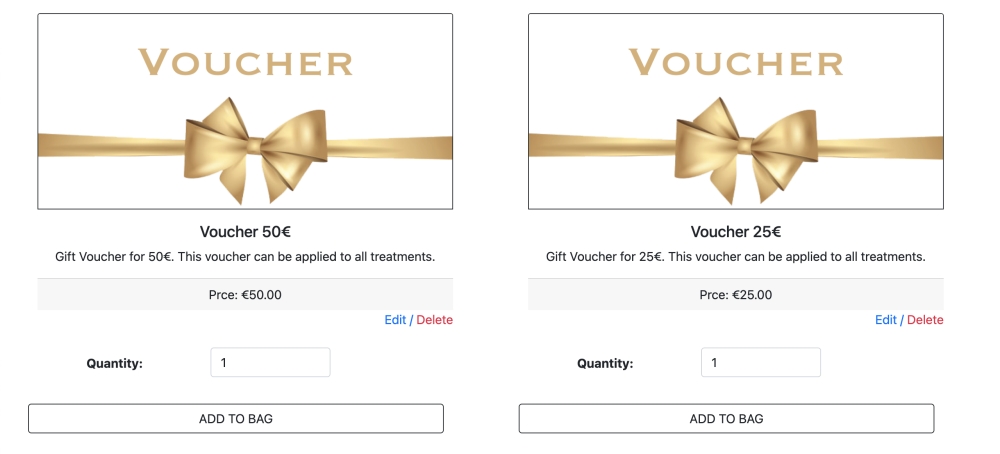 VOUCHER
Voucher 50€
Gift Voucher for 50€. This voucher can be applied to all treatments.
Prce: €50.00
Edit / Delete
Quantity: 1
ADD TO BAG
VOUCHER
Voucher 25€
Gift Voucher for 25€. This voucher can be applied to all treatments.
Prce: €25.00
Edit / Delete
Quantity: 1
ADD TO BAG